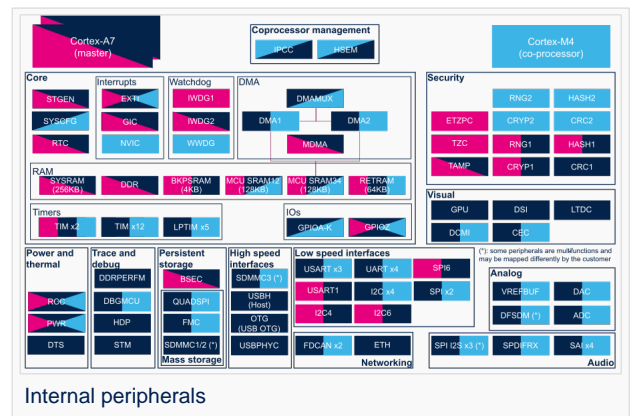 Cortex-A7
(master)
Coprocessor management
IPCC
HSEM
Cortex-M4
(co-processor)
Core
STGEN
SYSCFG
RTC
Interrupts
EXTI
GIC
NVIC
Watchdog
IWDG1
IWDG2
WWDG
DMA
DMAMUX
DMA1
DMA2
MDMA
Security
RNG2
HASH2
ETZPC
CRYP2
CRC2
TZC
RNG1
HASH1
TAMP
CRYP1
CRC1
RAM
SYSRAM
(256KB)
DDR
BKPSRAM
(4KB)
MCU SRAM12
(128KB)
MCU SRAM34
(128KB)
RETRAM
(64KB)
Timers
TIM x2
TIM x12
LPTIM x5
IOs
GPIOA-K
GPIOZ
Visual
GPU
DSI
LTDC
DCMI
CEC
Power and
thermal
RCC
PWR
DTS
Trace and
debug
DDRPERFM
DBGMCU
HDP
STM
Persistent
storage
BSEC
QUADSPI
FMC
SDMMC1/2 (*)
Mass storage
High speed
interfaces
SDMMC3 (*)
USBH
(Host)
OTG
(USB OTG)
USBPHYC
Low speed interfaces
USART x3
UART x4
SPI6
USART1
I2C x4
SPI x2
I2C4
I2C6
(*): some peripherals are multifunctions and
may be mapped differently by the customer
Analog
VREFBUF
DAC
DFSDM (*)
ADC
FDCAN x2
ETH
Networking
SPI I2S x3 (*)
SPDIFRX
SAI x4
Audio
Internal peripherals